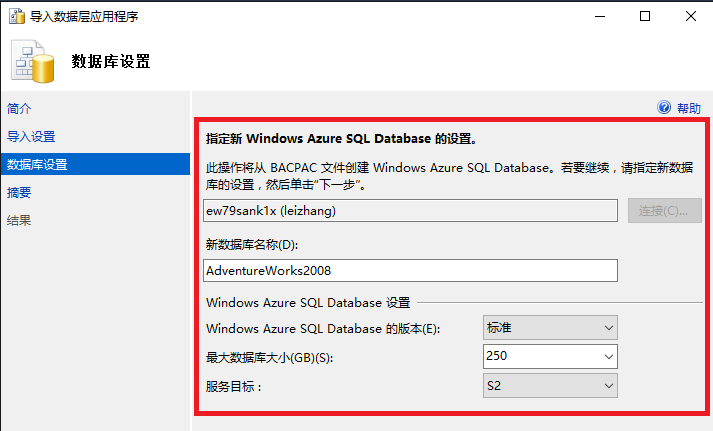 导入数据层应用程序
数据库设置
简介
导入设置
数据库设置
摘要
结果
帮助
指定新 Windows Azure SQL Database 的设置。
此操作将从 BACPAC 文件创建 Windows Azure SQL Database。若要继续，请指定新数据
库的设置，然后单击“下一步”。
ew79sank1x (leizhang)
连接(C)...
新数据库名称(D):
AdventureWorks2008
Windows Azure SQL Database 设置
Windows Azure SQL Database 的版本(E):
标准
最大数据库大小(GB)(S):
250
服务目标：
S2